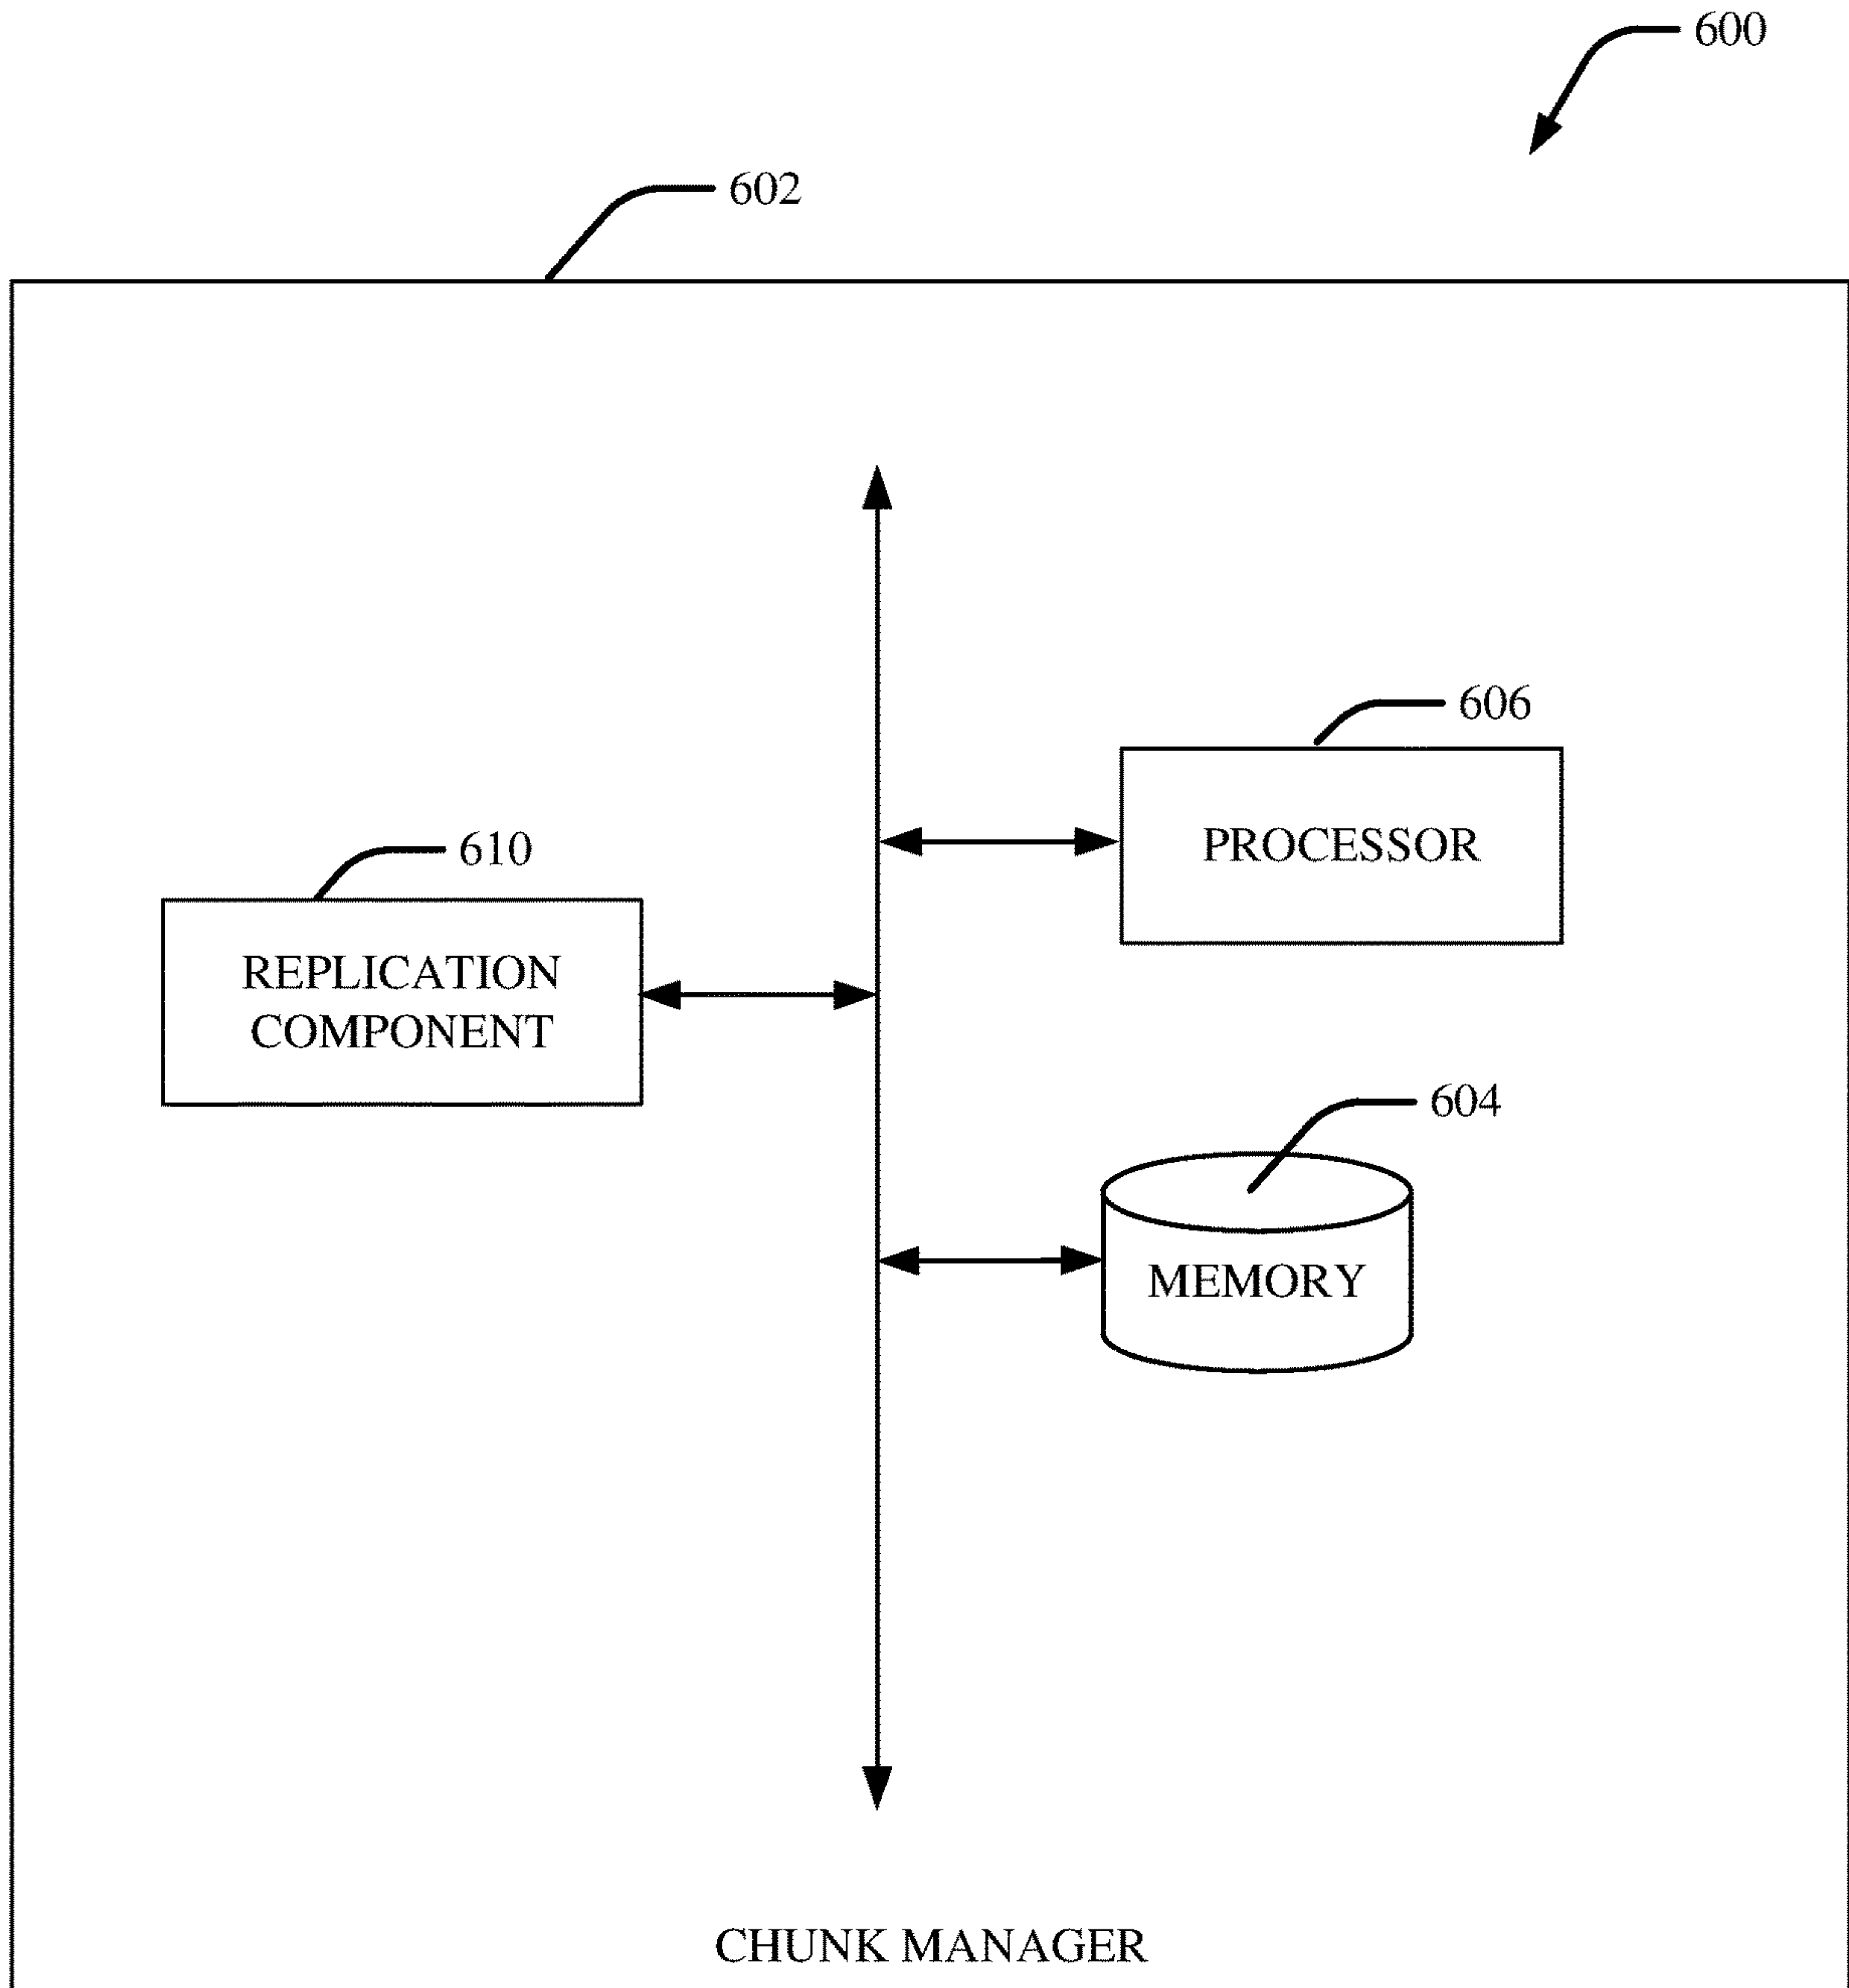 600
602
606
PROCESSOR
610
REPLICATION
COMPONENT
604
MEMORY
CHUNK MANAGER